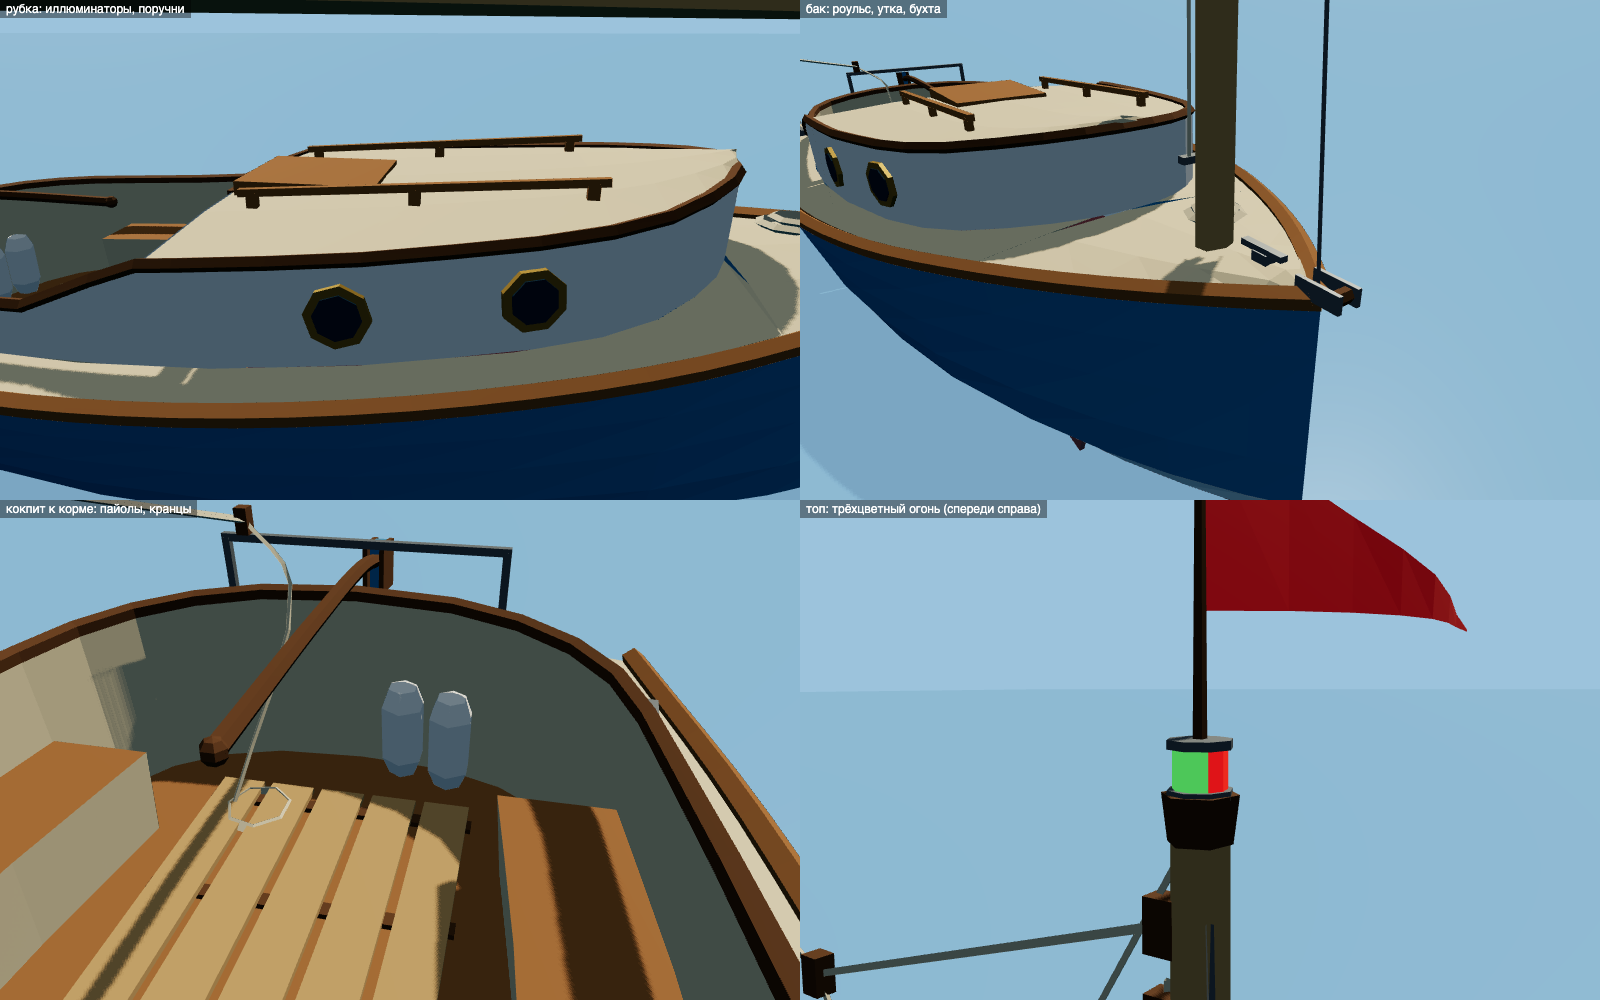 рубка: иллюминаторы, поручни
бак: роульс, утка, бухта
кокпит к корме: пайолы, кранцы
топ: трёхцветный огонь (спереди справа)